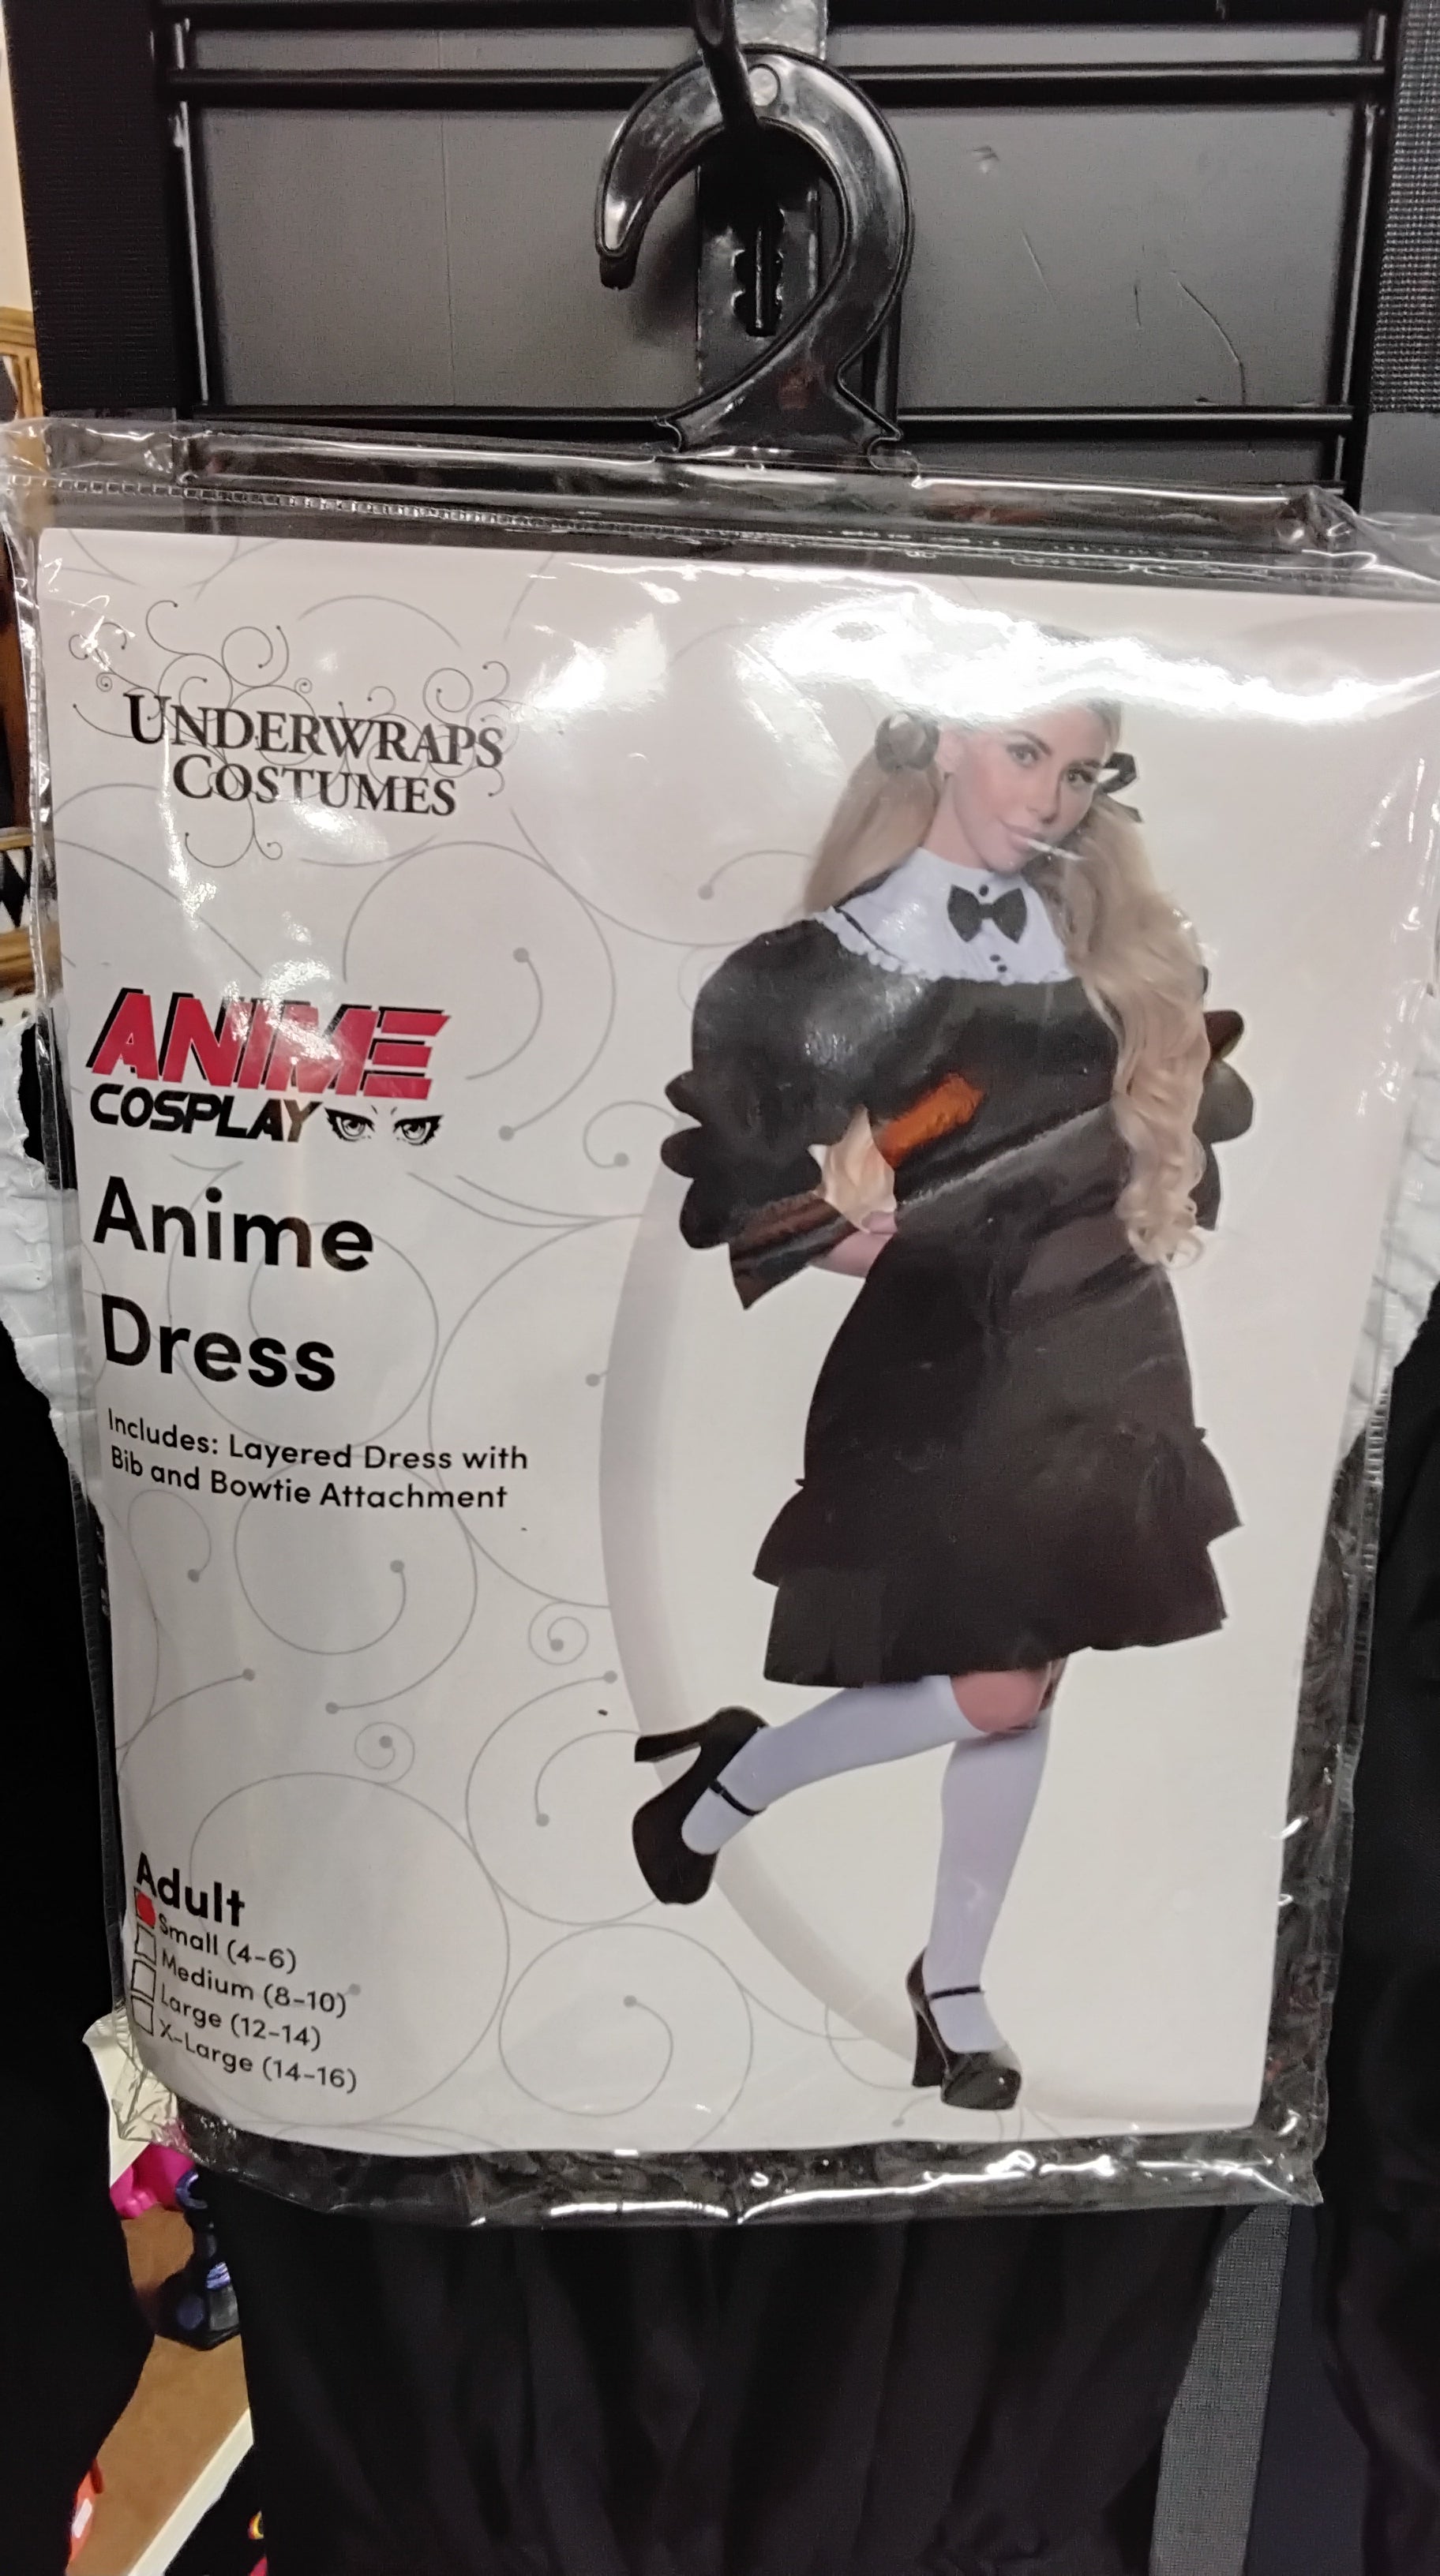 UNDERWRAPS
COSTUMES
ANIME
COSPLAY
Anime
Dress
Includes: Layered Dress with
Bib and Bowtie Attachment
Adult
Small (4-6)
Medium (8-10)
Large (12-14)
X-Large (14-16)